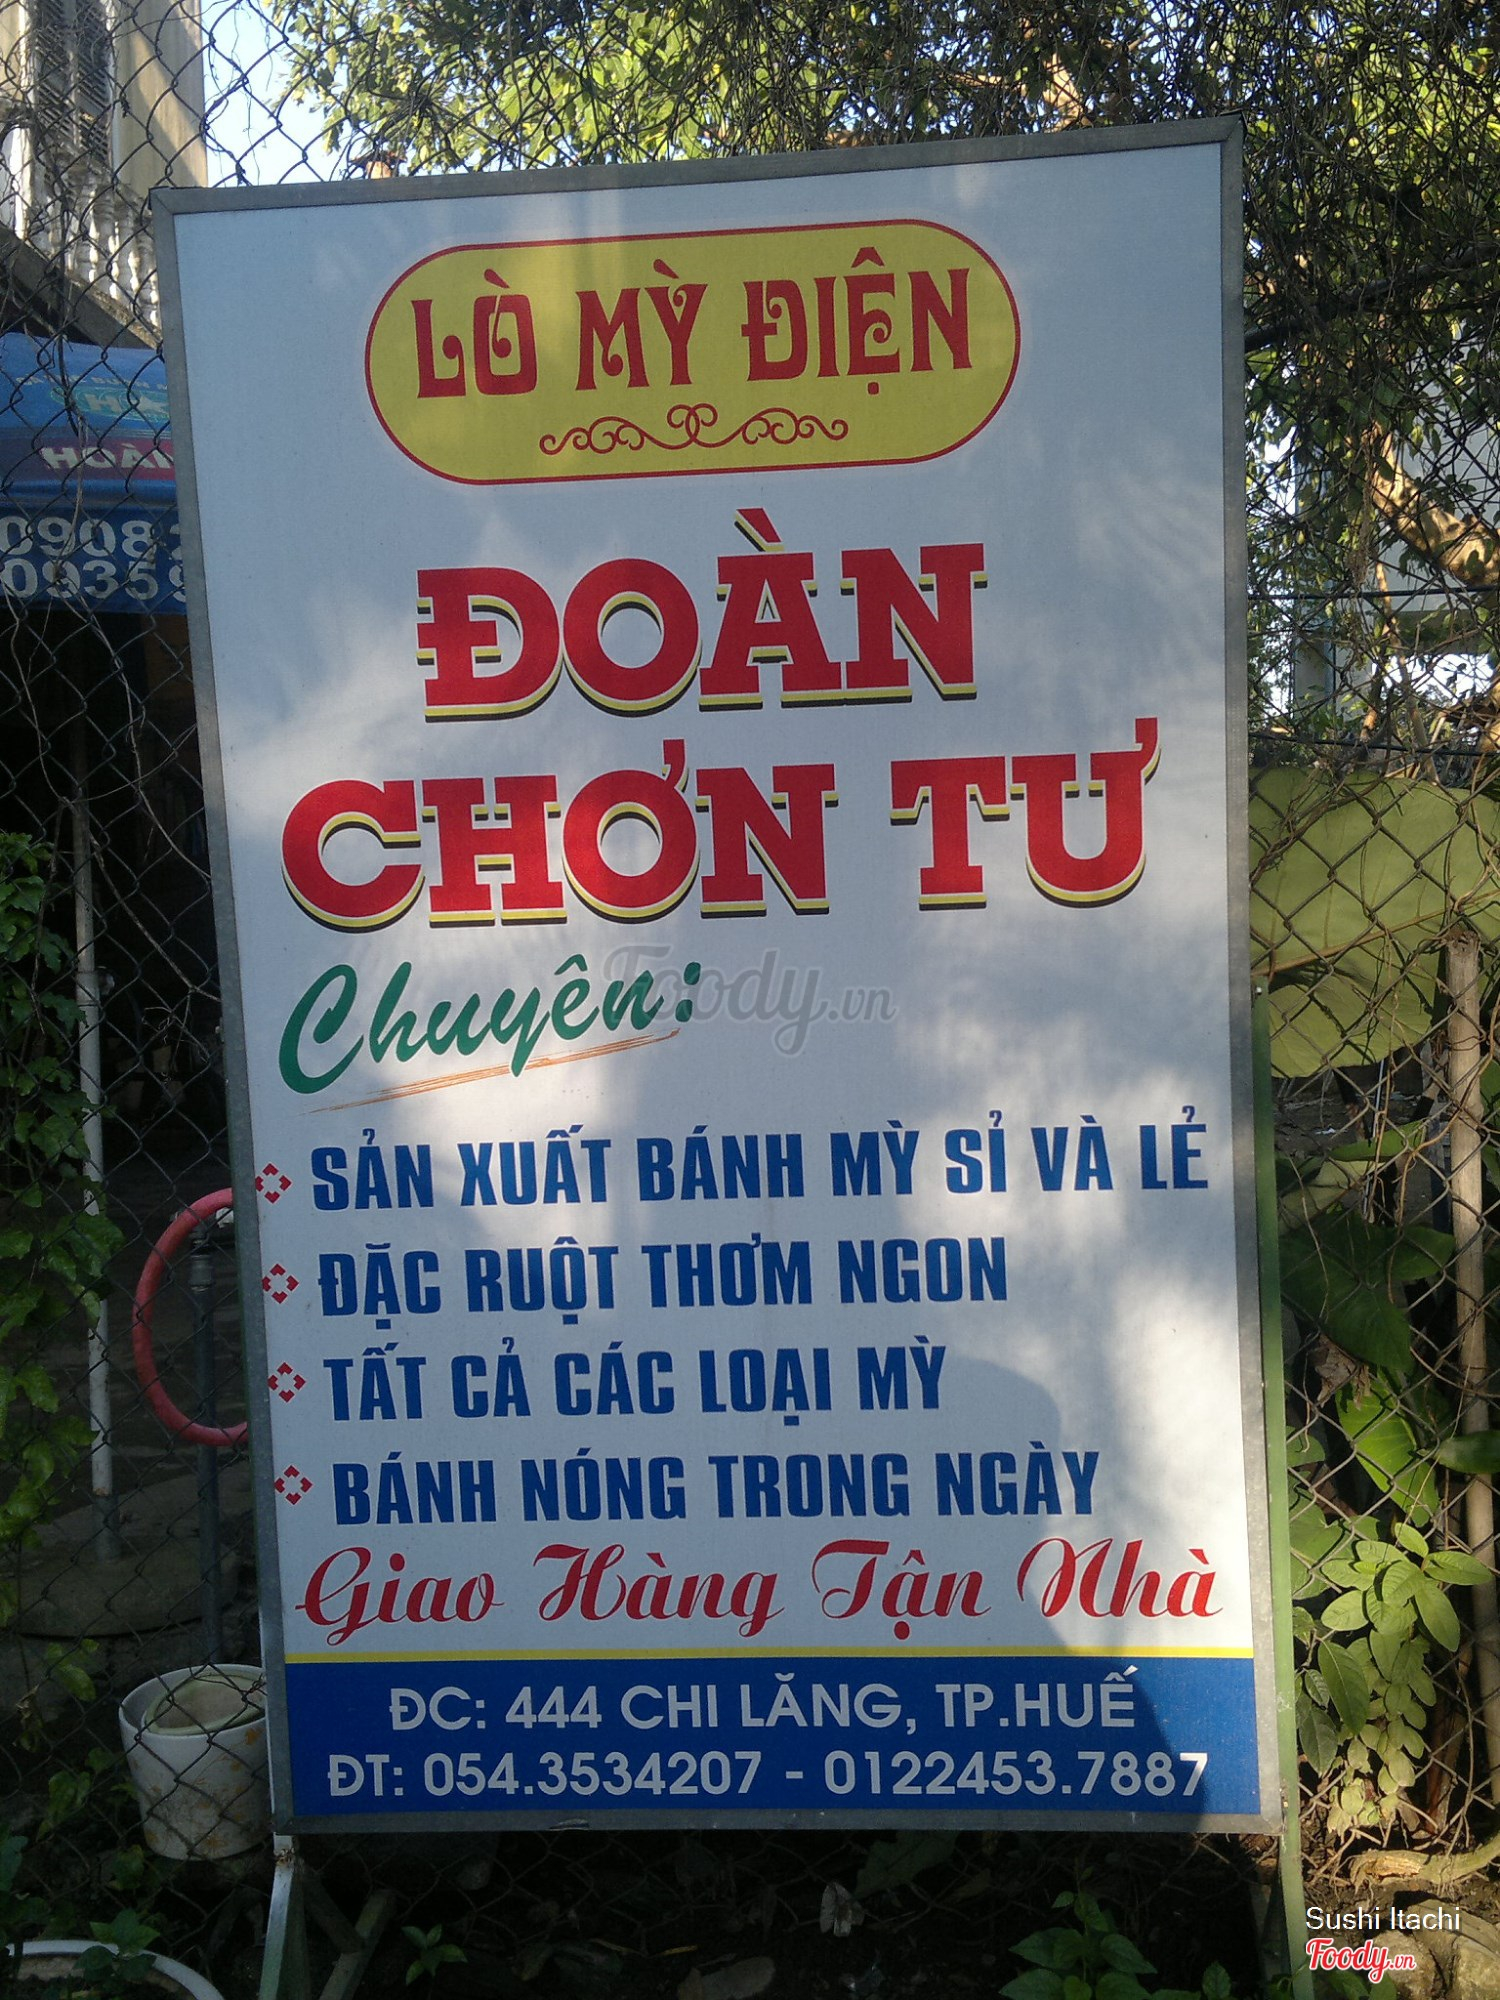 LÒ MỲ ĐIỆN
ĐOÀN
CHƠN TƯ
Chuyên:
SẢN XUẤT BÁNH MỲ SỈ VÀ LẺ
ĐẶC RUỘT THƠM NGON
TẤT CẢ CÁC LOẠI MỲ
BÁNH NÓNG TRONG NGÀY
Giao Hàng Tận Nhà
ĐC: 444 CHI LĂNG, TP.HUẾ
ĐT: 054.3534207 - 0122453.7887
Foody.vn
Sushi Itachi
Foody.vn